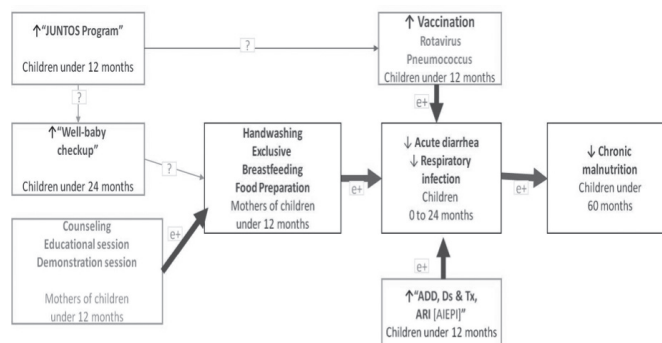 ↑“JUNTOS Program”
Children under 12 months
?
?
↑ Vaccination
Rotavirus
Pneumococcus
Children under 12 months
e+
↑“Well-baby
checkup”
Children under 24 months
?
Handwashing
Exclusive
Breastfeeding
Food Preparation
Mothers of children
under 12 months
e+
↓ Acute diarrhea
↓ Respiratory
infection
Children
0 to 24 months
e+
↓ Chronic
malnutrition
Children under
60 months
Counseling
Educational session
Demonstration session
Mothers of children
under 12 months
e+
e+
↑“ADD, Ds & Tx,
ARI [AIEPI]”
Children under 12 months